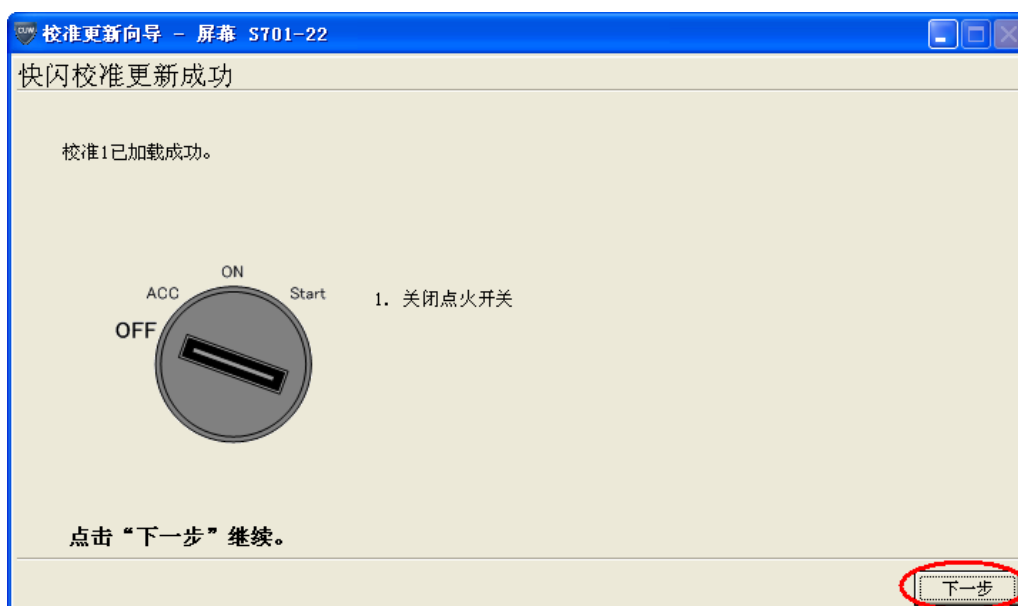 CUW 校准更新向导 - 屏幕 S701-22
快闪校准更新成功
校准1已加载成功。
ON
ACC
Start
OFF
1. 关闭点火开关
点击“下一步”继续。
下一步